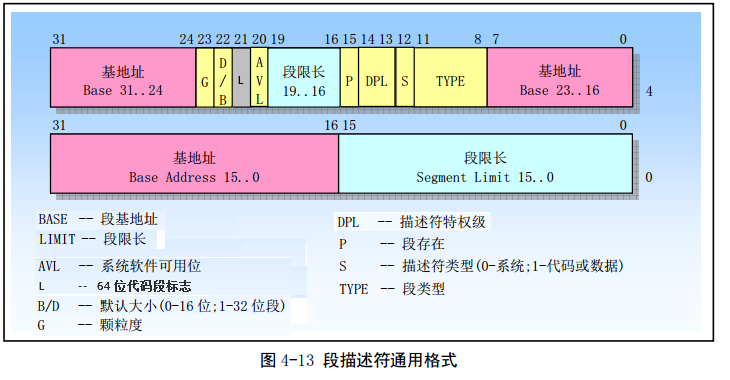 31 24 23 22 21 20 19 16 15 14 13 12 11 8 7 0
基地址
Base 31..24
G
D
/
B
L
A
V
L
段限长
19..16
P
DPL
S
TYPE
基地址
Base 23..16
4
31 16 15 0
基地址
Base Address 15..0
段限长
Segment Limit 15..0
0
BASE -- 段基地址
LIMIT -- 段限长
AVL -- 系统软件可用位
L -- 64位代码段标志
B/D -- 默认大小(0-16位;1-32位段)
G -- 颗粒度
DPL -- 描述符特权级
P -- 段存在
S -- 描述符类型(0-系统;1-代码或数据)
TYPE -- 段类型
图 4-13 段描述符通用格式